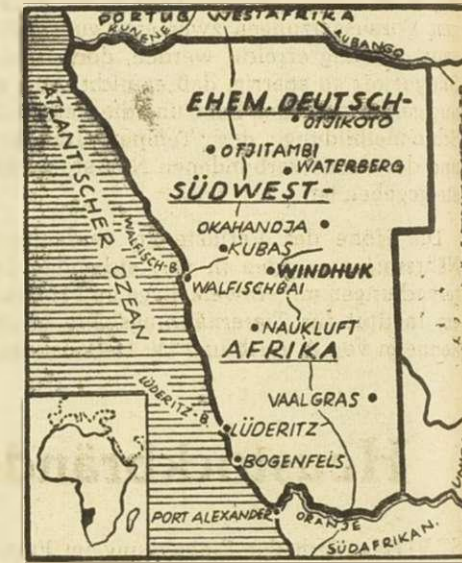 PORTUG. WESTAFRIKA
KUNENE
KUBANGO
EHEM. DEUTSCH-
OTJIKOTO
OTJITAMBI
WATERBERG
SÜDWEST-
ATLANTISCHER OZEAN
OKAHANDJA
KUBAS
WALFISCH-B.
WINDHUK
WALFISCHBAI
NAUKLUFT
AFRIKA
VAALGRAS
LÜDERITZ-B.
LÜDERITZ
BOGENFELS
PORT ALEXANDER
ORANJE
SÜDAFRIKAN.